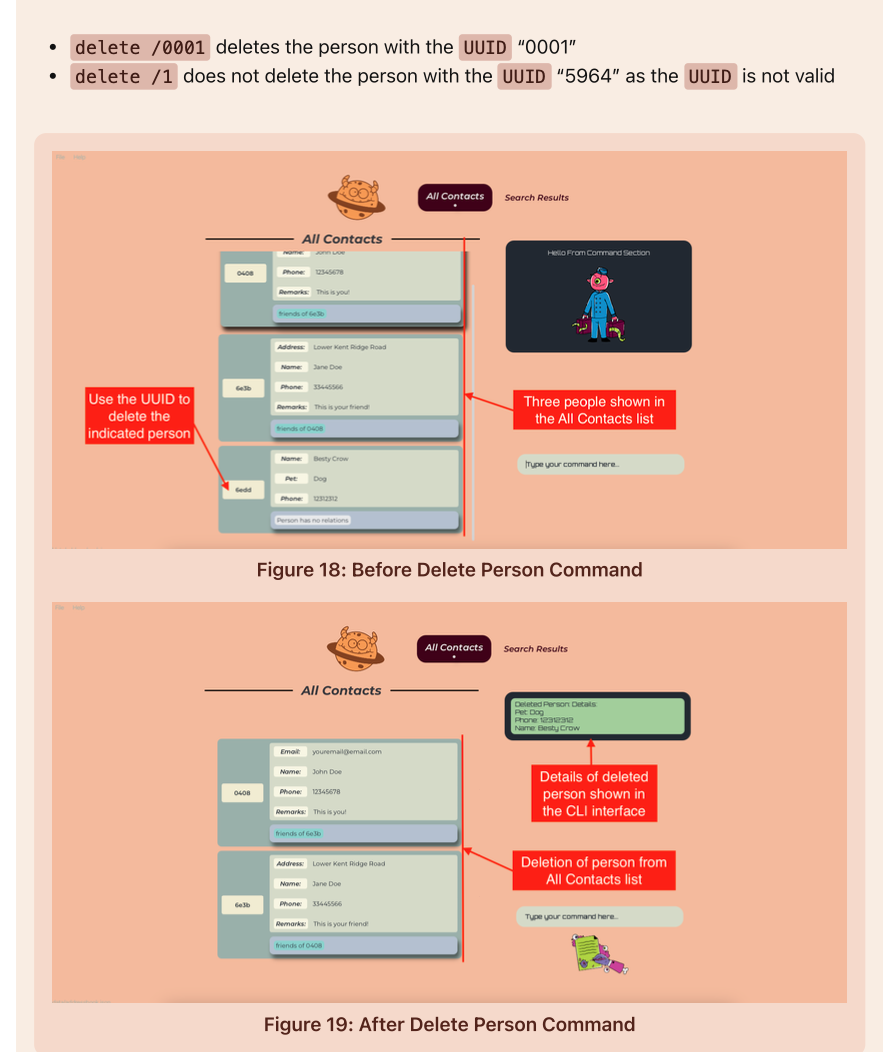 delete /0001 deletes the person with the UUID “0001”
delete /1 does not delete the person with the UUID “5964” as the UUID is not valid
File Help
All Contacts
Search Results
All Contacts
Name: John Doe
0408
Phone: 12345678
Remarks: This is you!
friends of 6e3b
Hello From Command Section
Address: Lower Kent Ridge Road
Name: Jane Doe
6e3b
Phone: 33445566
Remarks: This is your friend!
friends of 0408
Use the UUID to
delete the
indicated person
Three people shown in
the All Contacts list
Name: Besty Crow
Pet: Dog
6edd
Phone: 12312312
Person has no relations
Type your command here...
Figure 18: Before Delete Person Command
File Help
All Contacts
Search Results
All Contacts
Deleted Person: Details:
Pet: Dog
Phone: 12312312
Name: Besty Crow
Email: youremail@email.com
Name: John Doe
0408
Phone: 12345678
Remarks: This is you!
friends of 6e3b
Details of deleted
person shown in
the CLI interface
Address: Lower Kent Ridge Road
Name: Jane Doe
6e3b
Phone: 33445566
Remarks: This is your friend!
friends of 0408
Deletion of person from
All Contacts list
Type your command here...
Figure 19: After Delete Person Command